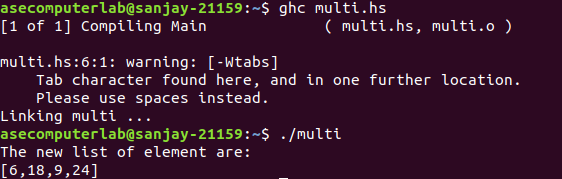 asecomputerlab@sanjay-21159:~$ ghc multi.hs
[1 of 1] Compiling Main             ( multi.hs, multi.o )

multi.hs:6:1: warning: [-Wtabs]
    Tab character found here, and in one further location.
    Please use spaces instead.
Linking multi ...
asecomputerlab@sanjay-21159:~$ ./multi
The new list of element are:
[6,18,9,24]